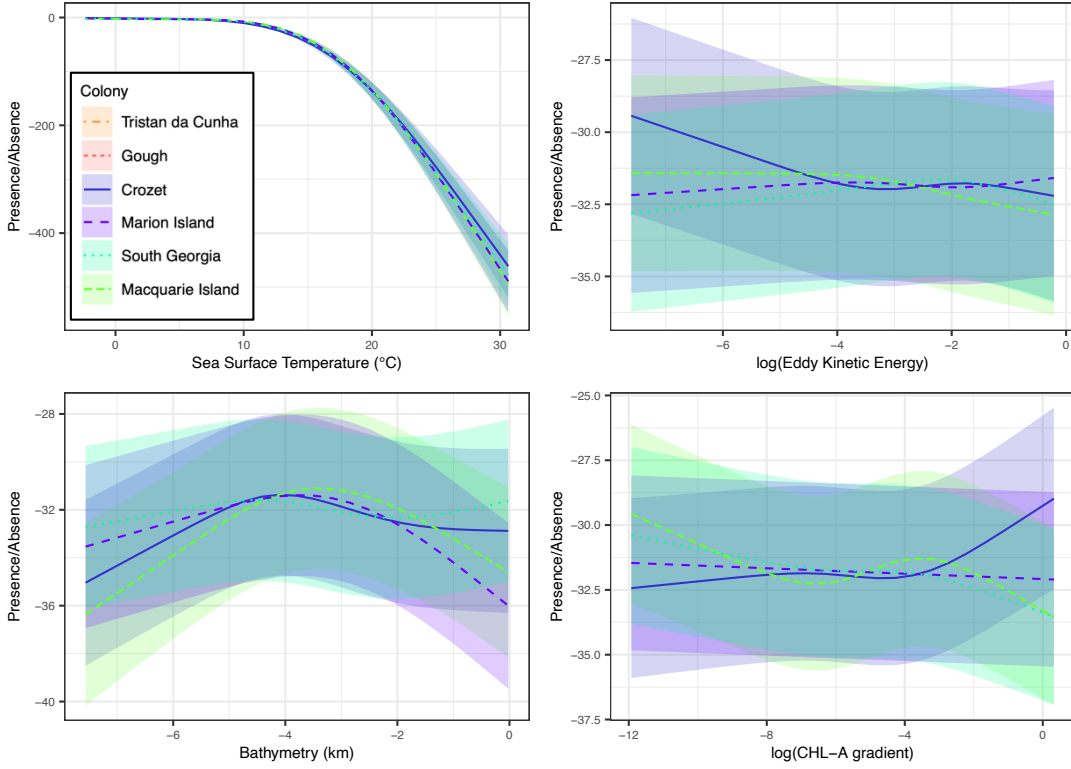 0
−200
−400
Presence/Absence
Colony
Tristan da Cunha
Gough
Crozet
Marion Island
South Georgia
Macquarie Island
0 10 20 30
Sea Surface Temperature (°C)
−27.5
−30.0
−32.5
−35.0
Presence/Absence
−6 −4 −2 0
log(Eddy Kinetic Energy)
−28
−32
−36
−40
Presence/Absence
−6 −4 −2 0
Bathymetry (km)
−25.0
−27.5
−30.0
−32.5
−35.0
−37.5
Presence/Absence
−12 −8 −4 0
log(CHL−A gradient)